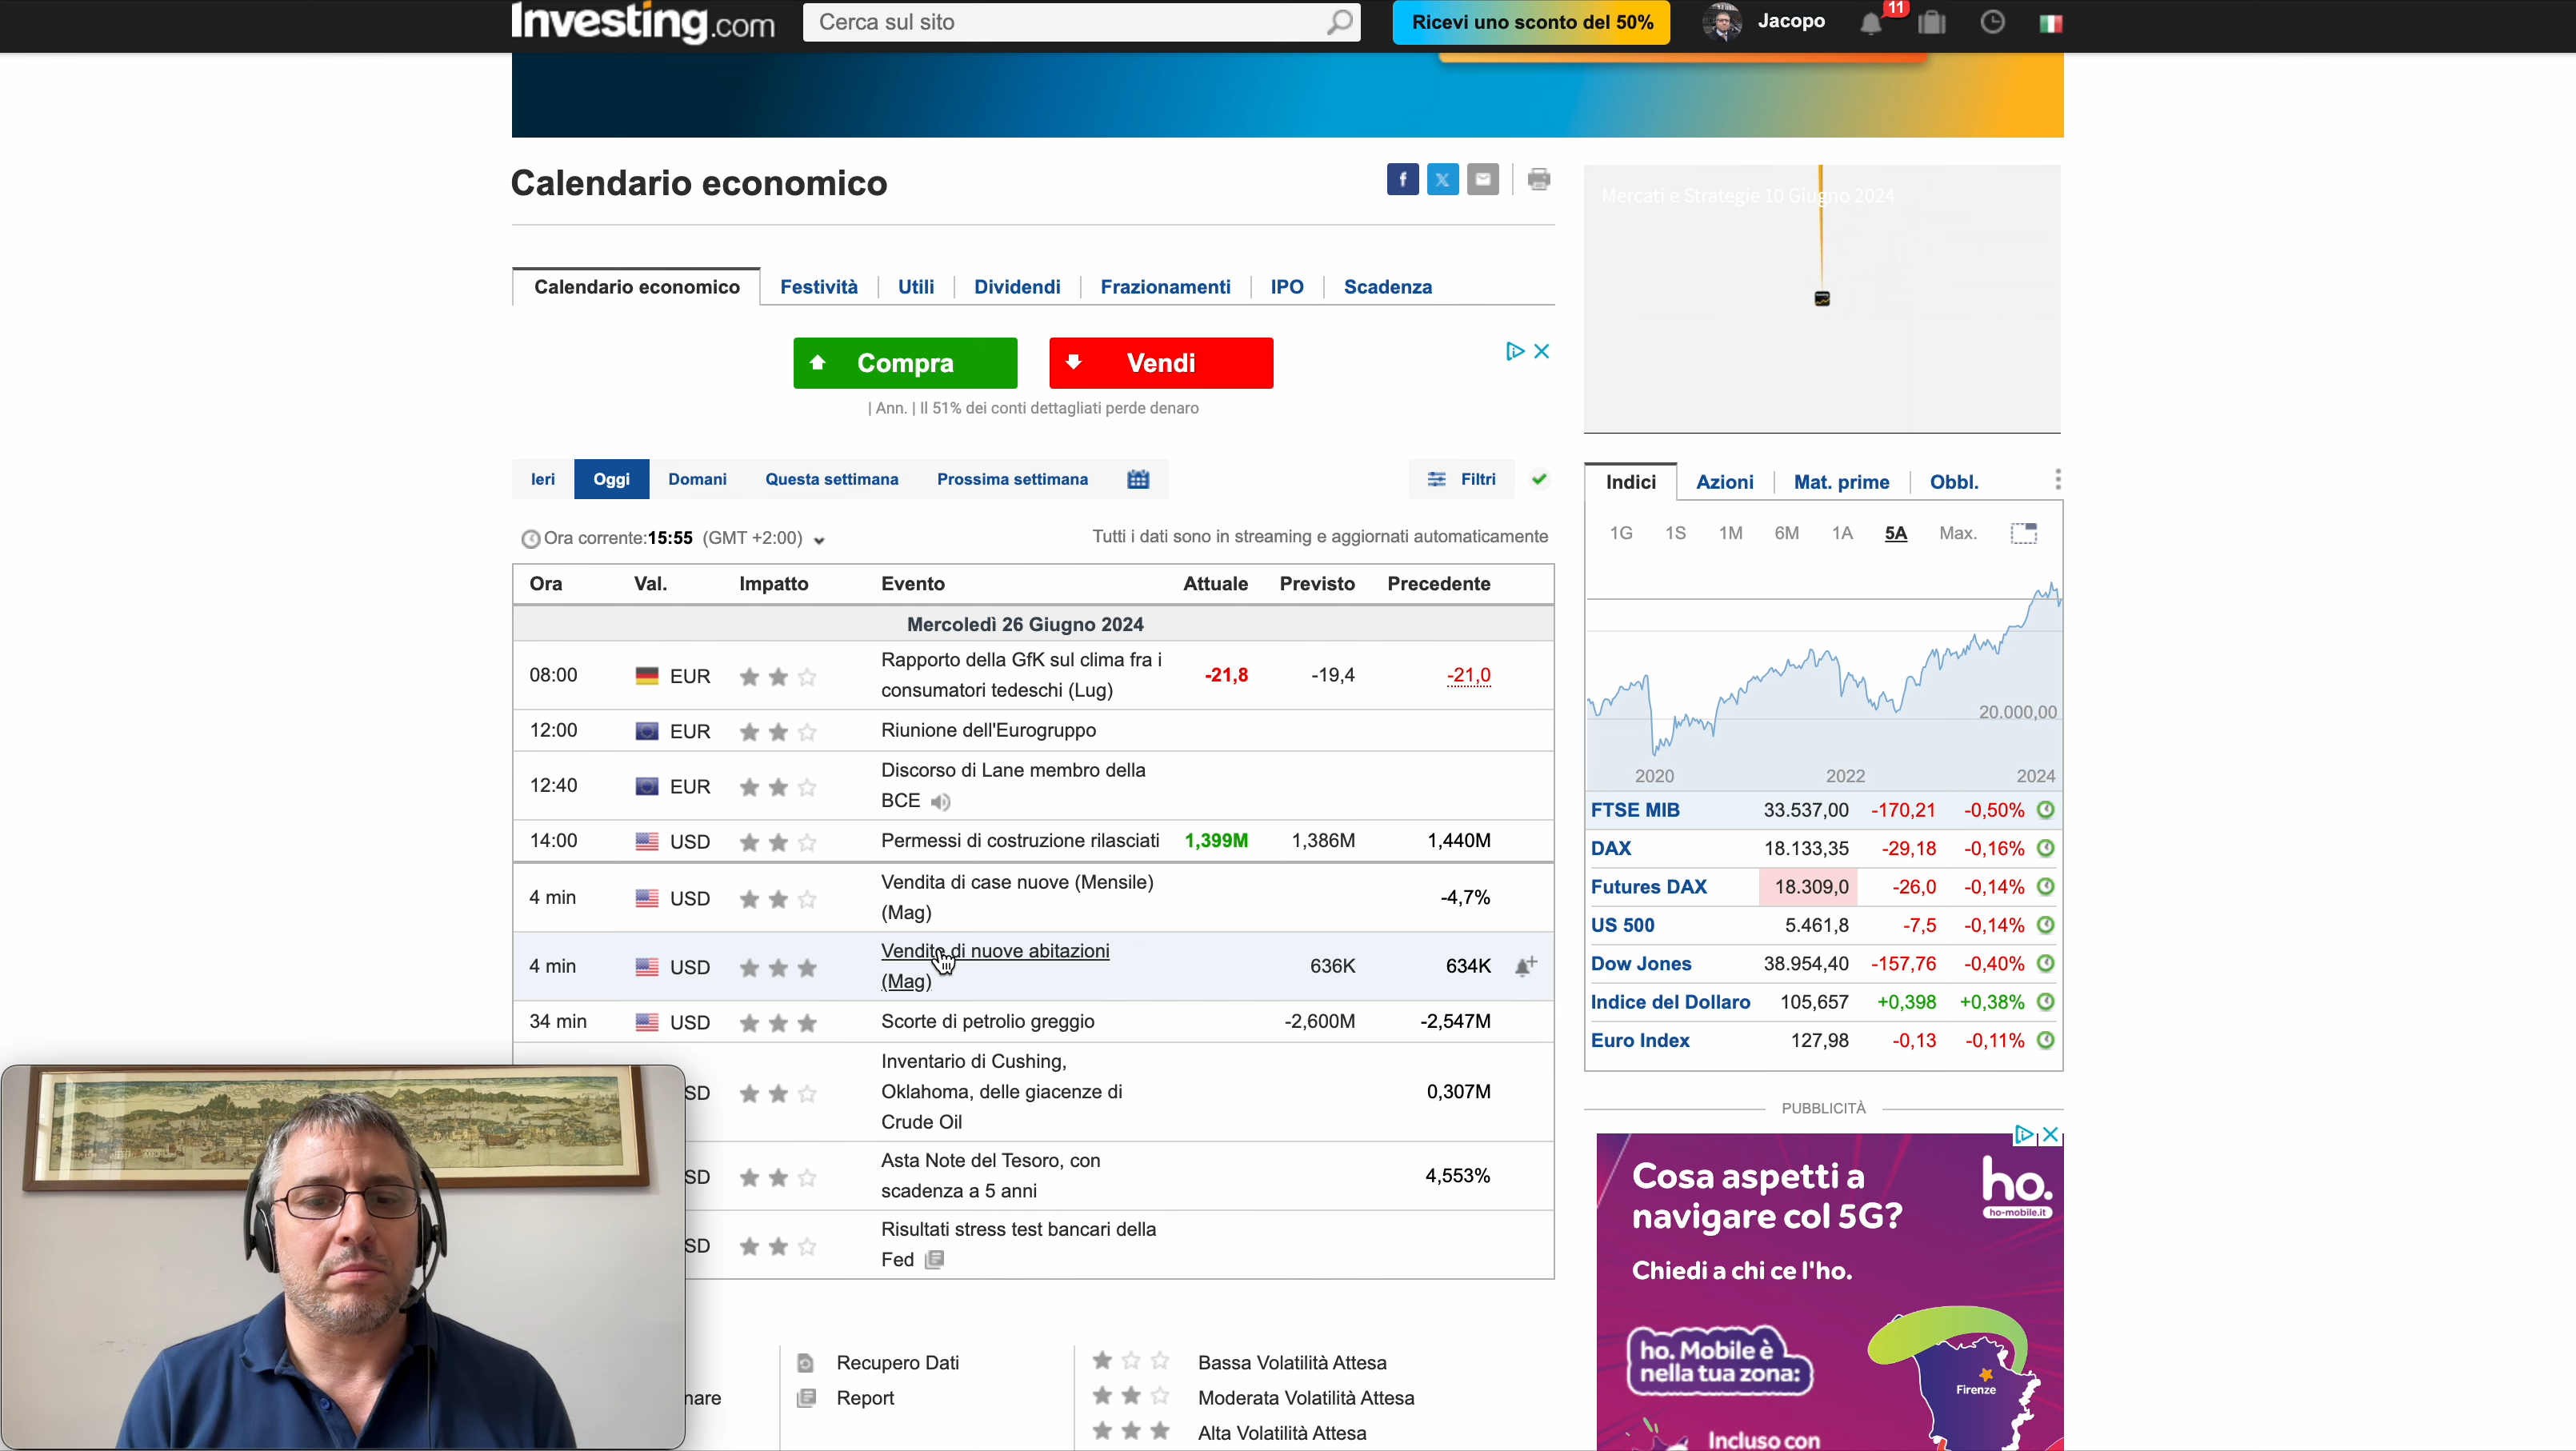 Investing.com
Cerca sul sito
Ricevi uno sconto del 50%
Jacopo
11
Calendario economico
Mercati e Strategie 10 Giugno 2024
Calendario economico
Festività
Utili
Dividendi
Frazionamenti
IPO
Scadenza
Compra
Vendi
| Ann. | Il 51% dei conti dettagliati perde denaro
Ieri
Oggi
Domani
Questa settimana
Prossima settimana
Filtri
Ora corrente:15:55 (GMT +2:00)
Tutti i dati sono in streaming e aggiornati automaticamente
Ora Val. Impatto Evento Attuale Previsto Precedente
Mercoledì 26 Giugno 2024
08:00 EUR Rapporto della GfK sul clima fra i -21,8 -19,4 -21,0
consumatori tedeschi (Lug)
12:00 EUR Riunione dell'Eurogruppo
12:40 EUR Discorso di Lane membro della
BCE
14:00 USD Permessi di costruzione rilasciati 1,399M 1,386M 1,440M
4 min USD Vendita di case nuove (Mensile) -4,7%
(Mag)
4 min USD Vendita di nuove abitazioni 636K 634K
(Mag)
34 min USD Scorte di petrolio greggio -2,600M -2,547M
SD Inventario di Cushing, 0,307M
Oklahoma, delle giacenze di
Crude Oil
SD Asta Note del Tesoro, con 4,553%
scadenza a 5 anni
SD Risultati stress test bancari della
Fed
Recupero Dati
nare
Report
Bassa Volatilità Attesa
Moderata Volatilità Attesa
Alta Volatilità Attesa
Indici
Azioni
Mat. prime
Obbl.
1G 1S 1M 6M 1A 5A Max.
20.000,00
2020 2022 2024
FTSE MIB 33.537,00 -170,21 -0,50%
DAX 18.133,35 -29,18 -0,16%
Futures DAX 18.309,0 -26,0 -0,14%
US 500 5.461,8 -7,5 -0,14%
Dow Jones 38.954,40 -157,76 -0,40%
Indice del Dollaro 105,657 +0,398 +0,38%
Euro Index 127,98 -0,13 -0,11%
PUBBLICITÀ
Cosa aspetti a
navigare col 5G?
ho.
ho-mobile.it
Chiedi a chi ce l'ho.
ho. Mobile è
nella tua zona:
Firenze
Incluso con